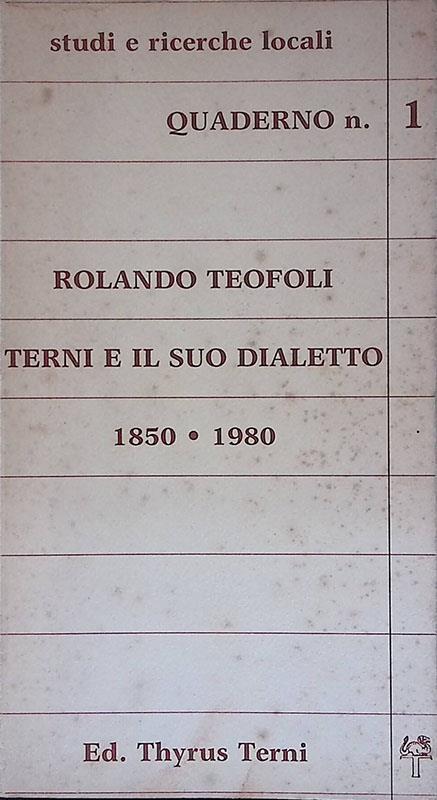 studi e ricerche locali
QUADERNO n. 1
ROLANDO TEOFOLI
TERNI E IL SUO DIALETTO
1850 • 1980
Ed. Thyrus Terni
T